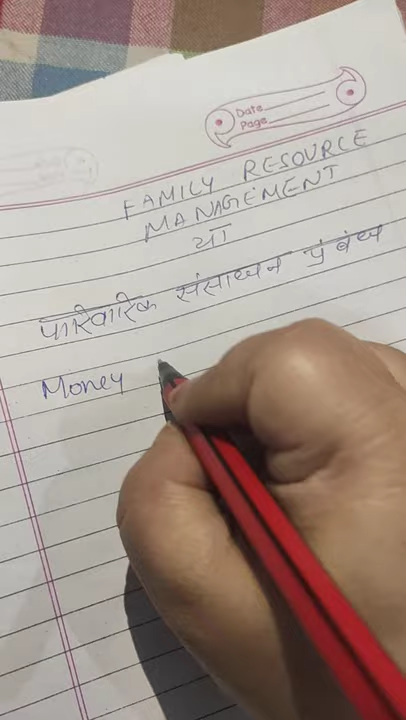 Date
Page
FAMILY RESOURCE
MANAGEMENT
या
पारिवारिक संसाधन प्रबंध
Money